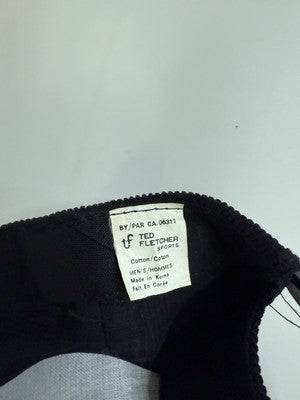 BY/PAR CA.06311
tf TED
FLETCHER
SPORTS
Cotton/Coton
MEN'S/HOMMES
Made in Korea
Fait En Corée